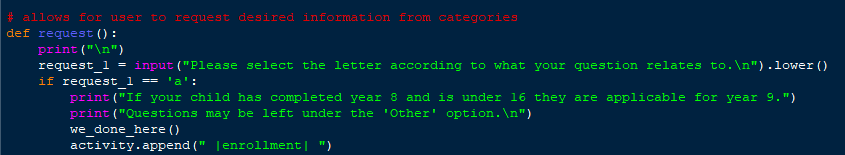 # allows for user to request desired information from categories
def request():
    print("\n")
    request_1 = input("Please select the letter according to what your question relates to.\n").lower()
    if request_1 == 'a':
        print("If your child has completed year 8 and is under 16 they are applicable for year 9.")
        print("Questions may be left under the 'Other' option.\n")
        we_done_here()
        activity.append(" |enrollment| ")